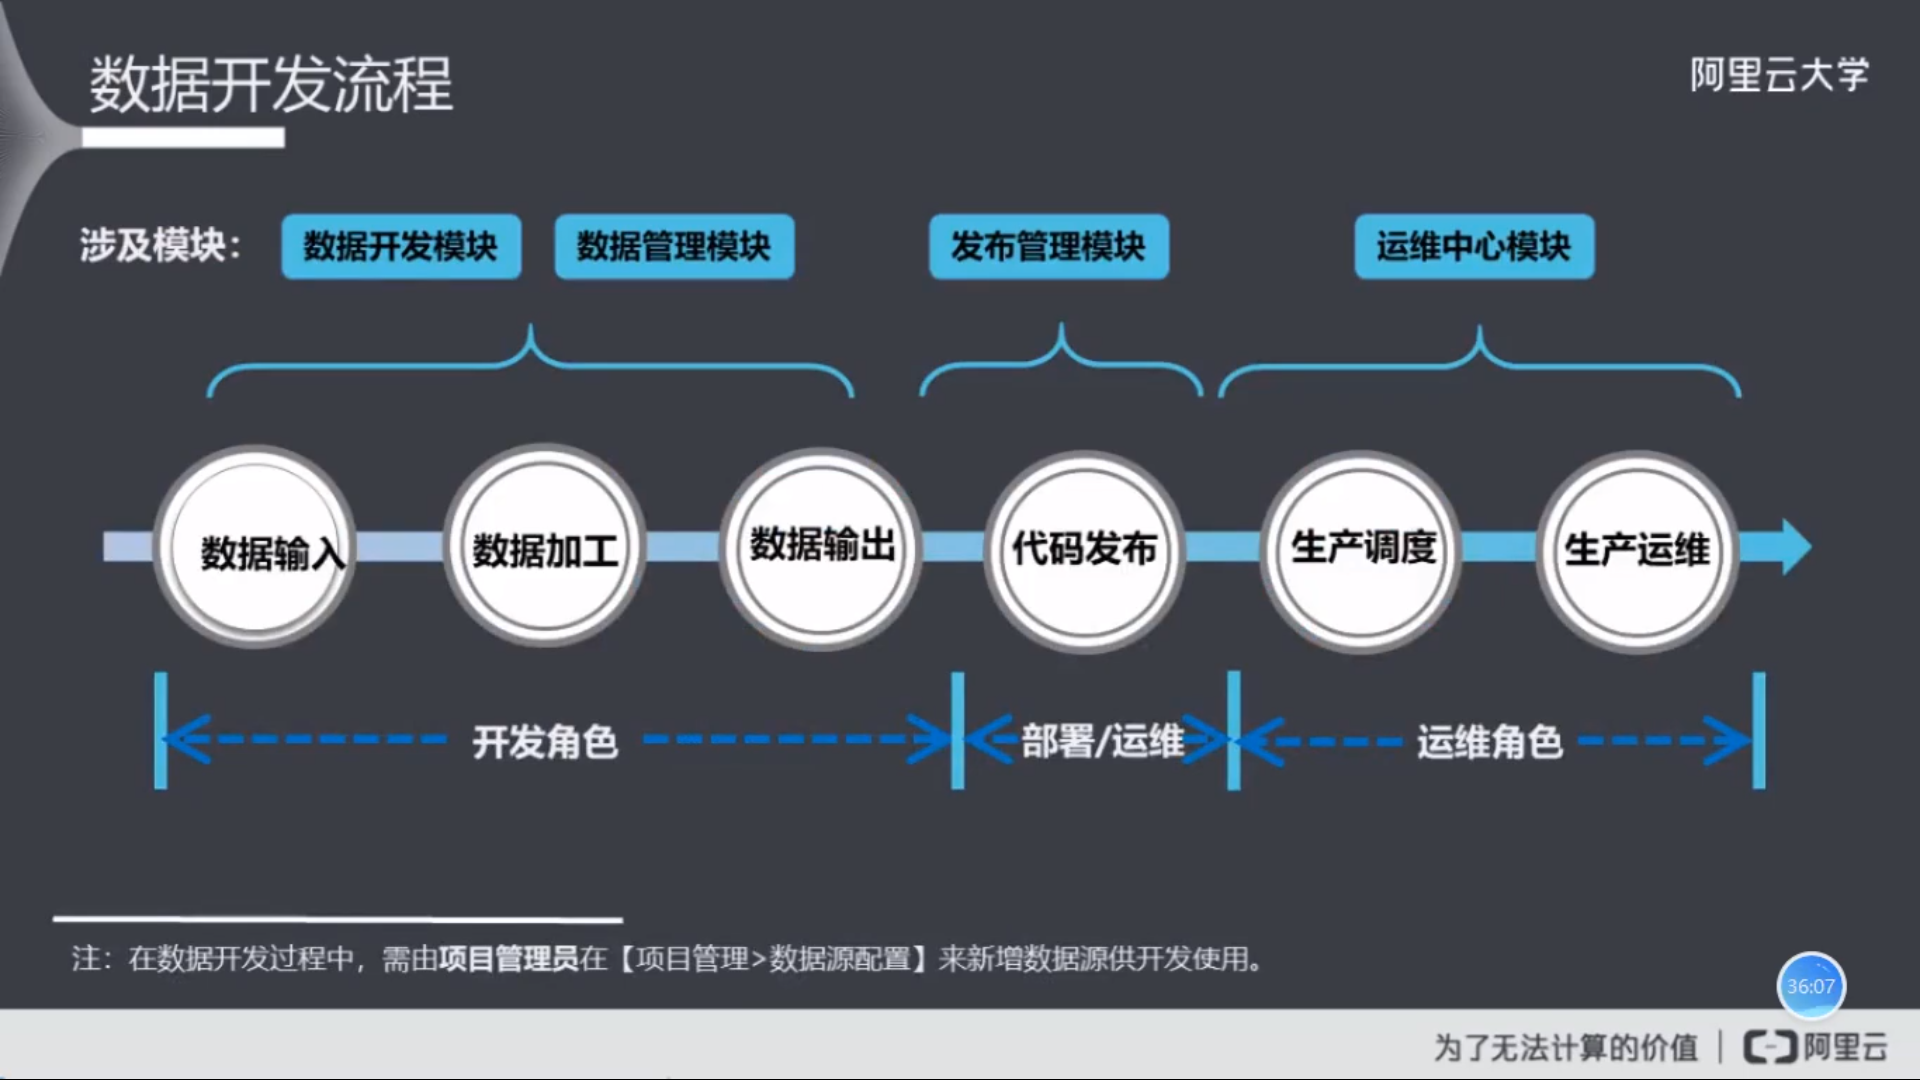 数据开发流程
阿里云大学
涉及模块：
数据开发模块
数据管理模块
发布管理模块
运维中心模块
数据输入
数据加工
数据输出
代码发布
生产调度
生产运维
开发角色
部署/运维
运维角色
注：在数据开发过程中，需由项目管理员在【项目管理>数据源配置】来新增数据源供开发使用。
36:07
为了无法计算的价值 | 阿里云